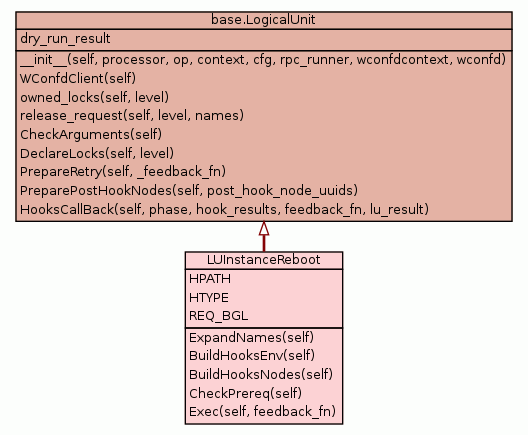 base.LogicalUnit
dry_run_result
__init__(self, processor, op, context, cfg, rpc_runner, wconfdcontext, wconfd)
WConfdClient(self)
owned_locks(self, level)
release_request(self, level, names)
CheckArguments(self)
DeclareLocks(self, level)
PrepareRetry(self, _feedback_fn)
PreparePostHookNodes(self, post_hook_node_uuids)
HooksCallBack(self, phase, hook_results, feedback_fn, lu_result)
LUInstanceReboot
HPATH
HTYPE
REQ_BGL
ExpandNames(self)
BuildHooksEnv(self)
BuildHooksNodes(self)
CheckPrereq(self)
Exec(self, feedback_fn)